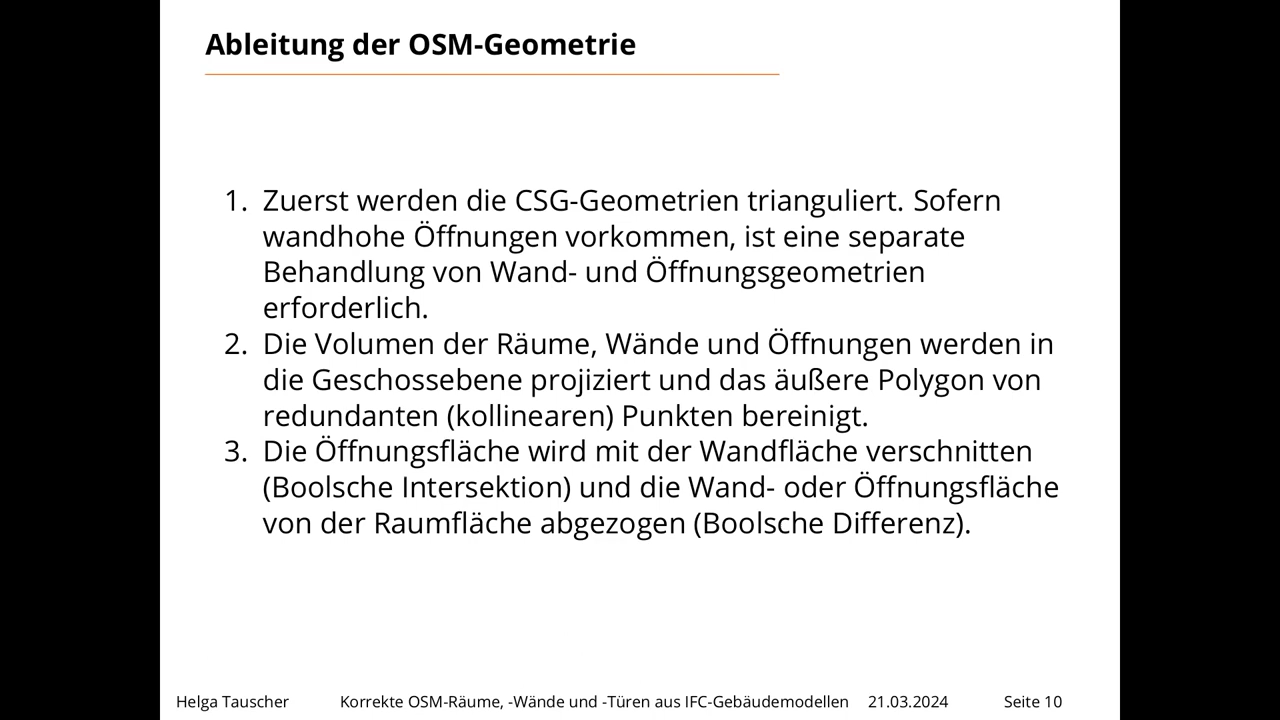 Ableitung der OSM-Geometrie
1. Zuerst werden die CSG-Geometrien trianguliert. Sofern
wandhohe Öffnungen vorkommen, ist eine separate
Behandlung von Wand- und Öffnungsgeometrien
erforderlich.
2. Die Volumen der Räume, Wände und Öffnungen werden in
die Geschossebene projiziert und das äußere Polygon von
redundanten (kollinearen) Punkten bereinigt.
3. Die Öffnungsfläche wird mit der Wandfläche verschnitten
(Boolsche Intersektion) und die Wand- oder Öffnungsfläche
von der Raumfläche abgezogen (Boolsche Differenz).
Helga Tauscher Korrekte OSM-Räume, -Wände und -Türen aus IFC-Gebäudemodellen 21.03.2024 Seite 10